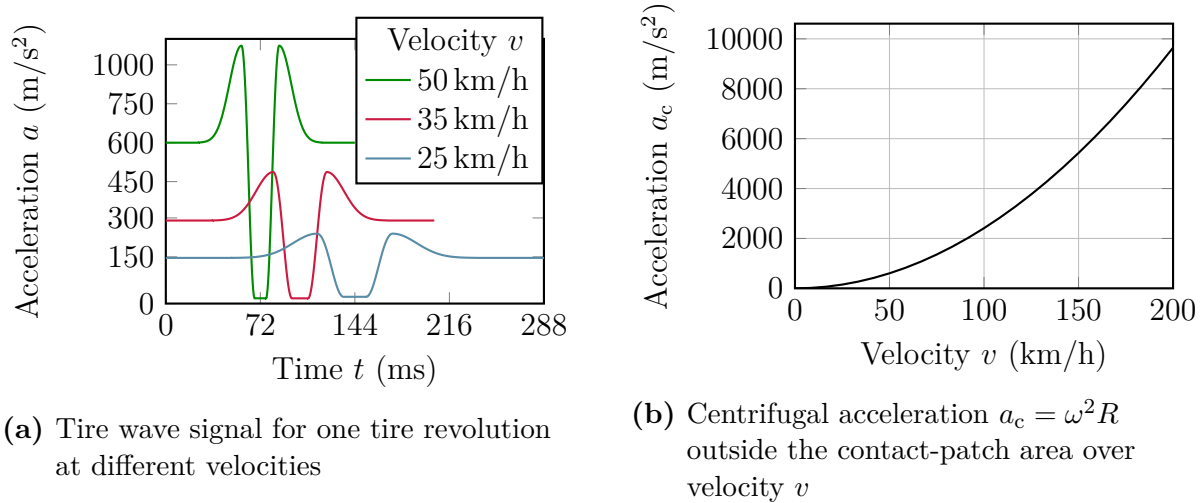 Acceleration a (m/s²)
1000
750
600
450
300
150
0
0 72 144 216 288
Time t (ms)
Velocity v
50 km/h
35 km/h
25 km/h
(a) Tire wave signal for one tire revolution
at different velocities
Acceleration a_c (m/s²)
10000
8000
6000
4000
2000
0
0 50 100 150 200
Velocity v (km/h)
(b) Centrifugal acceleration a_c = ω²R
outside the contact-patch area over
velocity v